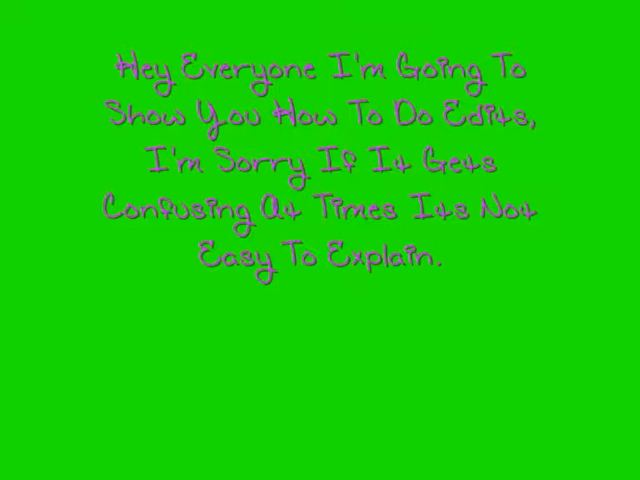 Hey Everyone I'm Going To
Show You How To Do Edits,
I'm Sorry If It Gets
Confusing At Times Its Not
Easy To Explain.